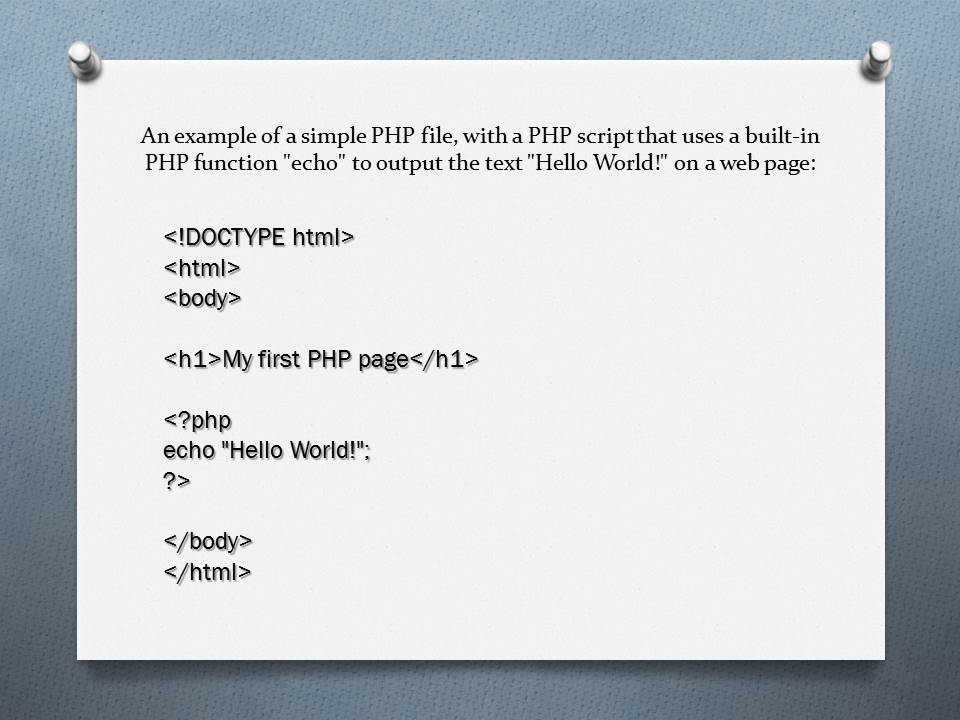 An example of a simple PHP file, with a PHP script that uses a built-in
PHP function "echo" to output the text "Hello World!" on a web page:
<!DOCTYPE html>
<html>
<body>
<h1>My first PHP page</h1>
<?php
echo "Hello World!";
?>
</body>
</html>